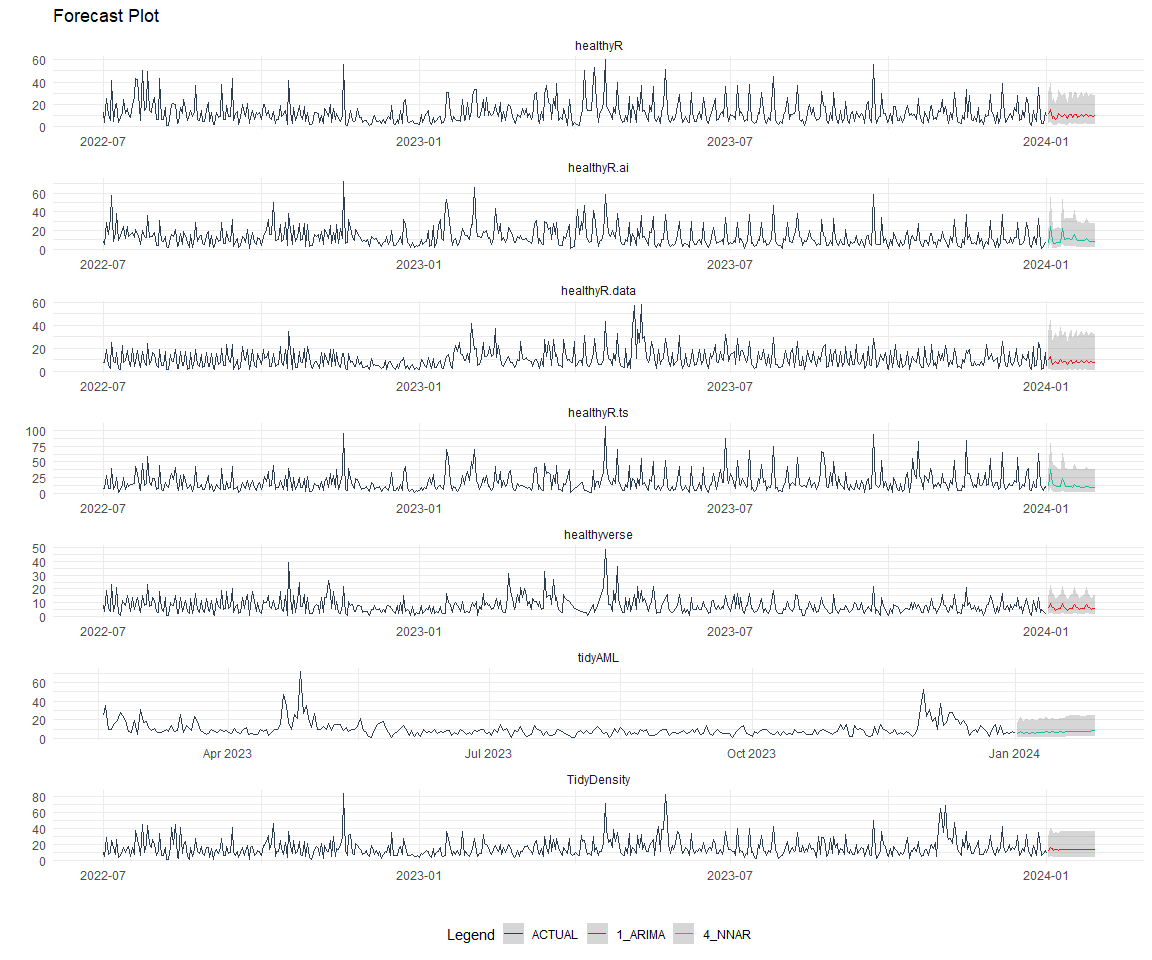 Forecast Plot
healthyR
60
40
20
0
2022-07 2023-01 2023-07 2024-01
healthyR.ai
60
40
20
0
2022-07 2023-01 2023-07 2024-01
healthyR.data
60
40
20
0
2022-07 2023-01 2023-07 2024-01
healthyR.ts
100
75
50
25
0
2022-07 2023-01 2023-07 2024-01
healthyverse
50
40
30
20
10
0
2022-07 2023-01 2023-07 2024-01
tidyAML
60
40
20
0
Apr 2023 Jul 2023 Oct 2023 Jan 2024
TidyDensity
80
60
40
20
0
2022-07 2023-01 2023-07 2024-01
Legend ACTUAL 1_ARIMA 4_NNAR